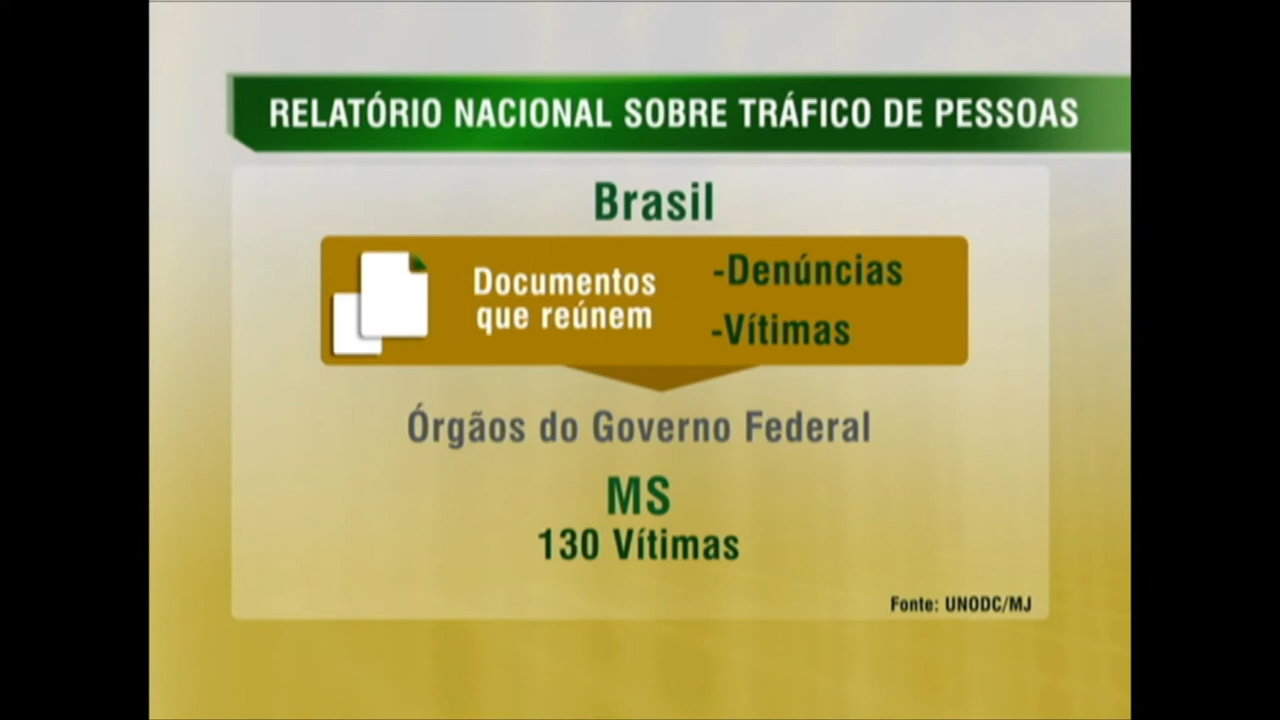 RELATÓRIO NACIONAL SOBRE TRÁFICO DE PESSOAS
Brasil
Documentos
que reúnem
-Denúncias
-Vítimas
Órgãos do Governo Federal
MS
130 Vítimas
Fonte: UNODC/MJ